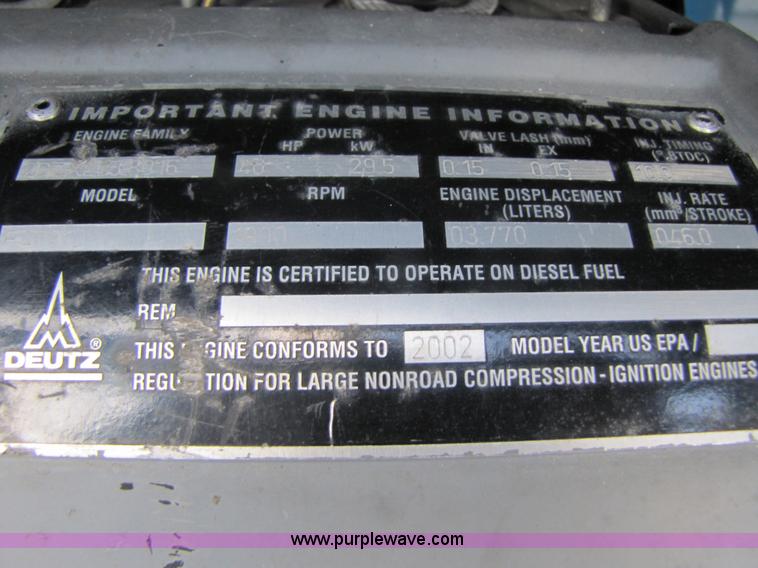 IMPORTANT ENGINE INFORMATION
ENGINE FAMILY POWER VALVE LASH (mm) INJ. TIMING
HP kW IN EX (°BTDC)
29.5 0.15 0.15
MODEL RPM ENGINE DISPLACEMENT INJ. RATE
(LITERS) (mm³/STROKE)
03.770 046.0
THIS ENGINE IS CERTIFIED TO OPERATE ON DIESEL FUEL
REM
DEUTZ ®
THIS ENGINE CONFORMS TO 2002 MODEL YEAR US EPA /
REGULATION FOR LARGE NONROAD COMPRESSION - IGNITION ENGINES
www.purplewave.com